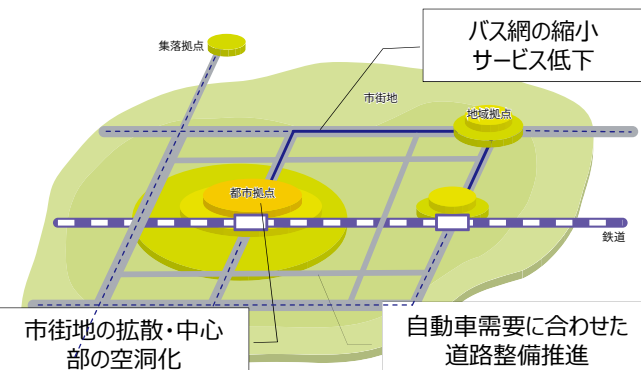 バス網の縮小
サービス低下
集落拠点
市街地
地域拠点
都市拠点
鉄道
市街地の拡散・中心
部の空洞化
自動車需要に合わせた
道路整備推進